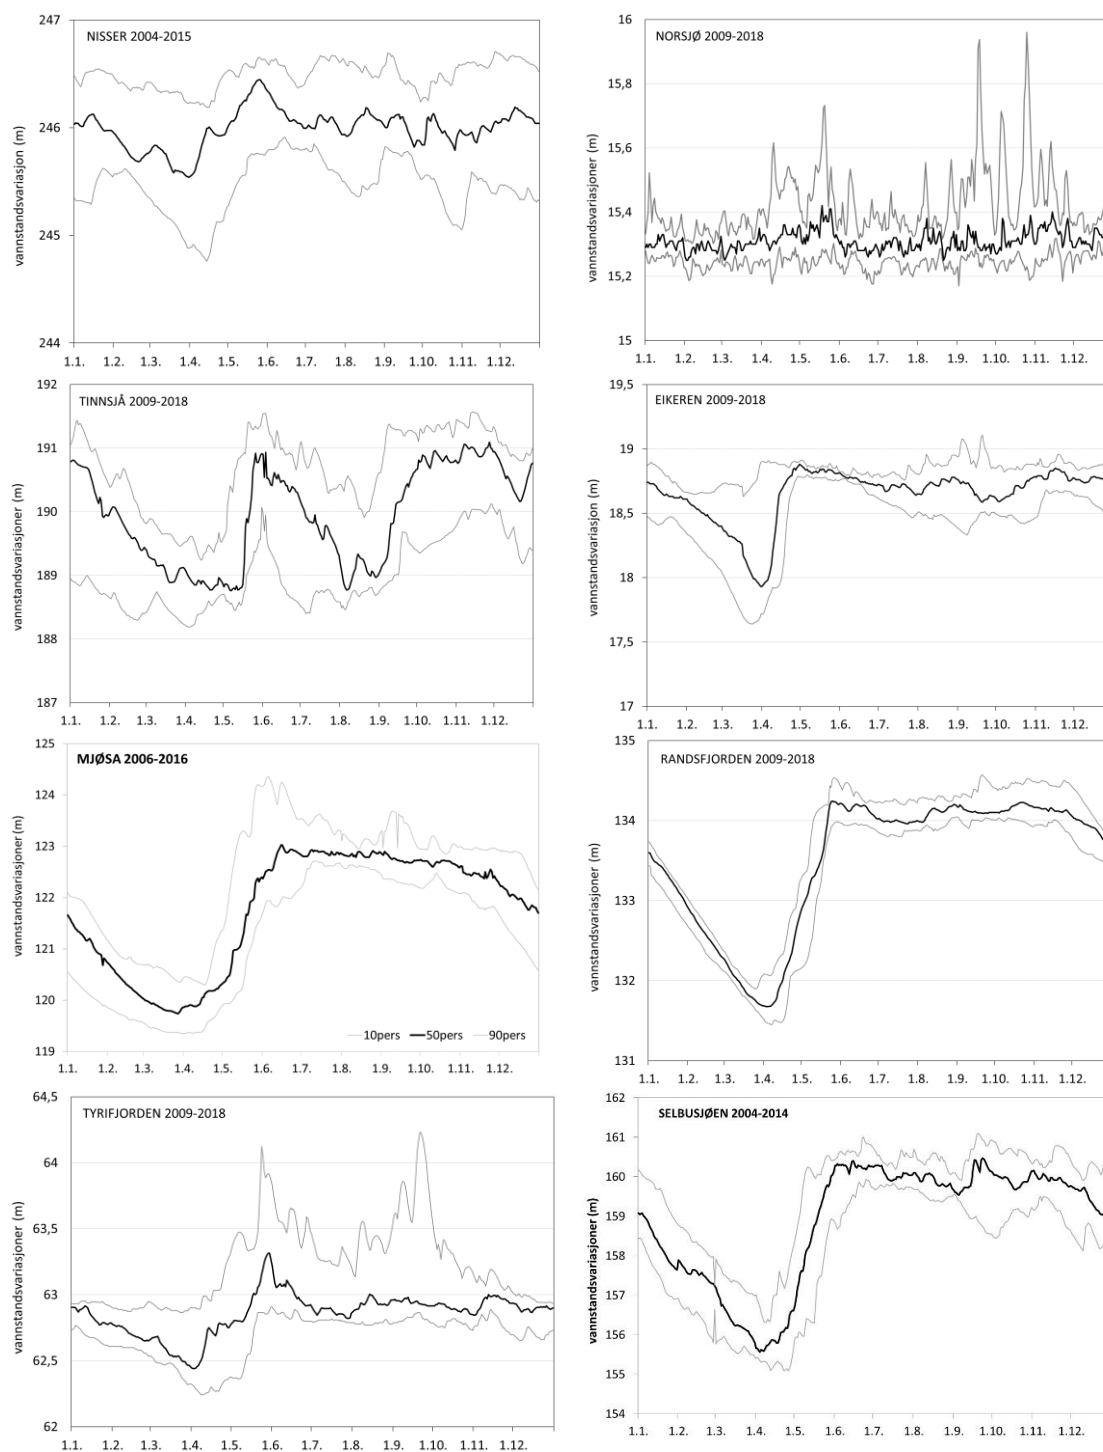 NISSER 2004-2015
vannstandsvariasjon (m)
247
246
245
244
1.1. 1.2. 1.3. 1.4. 1.5. 1.6. 1.7. 1.8. 1.9. 1.10. 1.11. 1.12.
NORSJØ 2009-2018
vannstandsvariasjoner (m)
16
15,8
15,6
15,4
15,2
15
1.1. 1.2. 1.3. 1.4. 1.5. 1.6. 1.7. 1.8. 1.9. 1.10. 1.11. 1.12.
TINNSJÅ 2009-2018
vannstandsvariasjoner (m)
192
191
190
189
188
187
1.1. 1.2. 1.3. 1.4. 1.5. 1.6. 1.7. 1.8. 1.9. 1.10. 1.11. 1.12.
EIKEREN 2009-2018
vannstandsvariasjon (m)
19,5
19
18,5
18
17,5
17
1.1. 1.2. 1.3. 1.4. 1.5. 1.6. 1.7. 1.8. 1.9. 1.10. 1.11. 1.12.
MJØSA 2006-2016
vannstandsvariasjoner (m)
125
124
123
122
121
120
119
10pers 50pers 90pers
1.1. 1.2. 1.3. 1.4. 1.5. 1.6. 1.7. 1.8. 1.9. 1.10. 1.11. 1.12.
RANDSFJORDEN 2009-2018
vannstandsvariasjoner (m)
135
134
133
132
131
1.1. 1.2. 1.3. 1.4. 1.5. 1.6. 1.7. 1.8. 1.9. 1.10. 1.11. 1.12.
TYRIFJORDEN 2009-2018
vannstandsvariasjoner (m)
64,5
64
63,5
63
62,5
62
1.1. 1.2. 1.3. 1.4. 1.5. 1.6. 1.7. 1.8. 1.9. 1.10. 1.11. 1.12.
SELBUSJØEN 2004-2014
vannstandsvariasjoner (m)
162
161
160
159
158
157
156
155
154
1.1. 1.2. 1.3. 1.4. 1.5. 1.6. 1.7. 1.8. 1.9. 1.10. 1.11. 1.12.